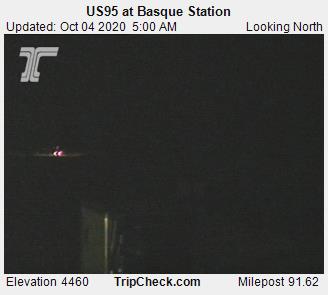 US95 at Basque Station
Updated: Oct 04 2020 5:00 AM Looking North
Elevation 4460 TripCheck.com Milepost 91.62